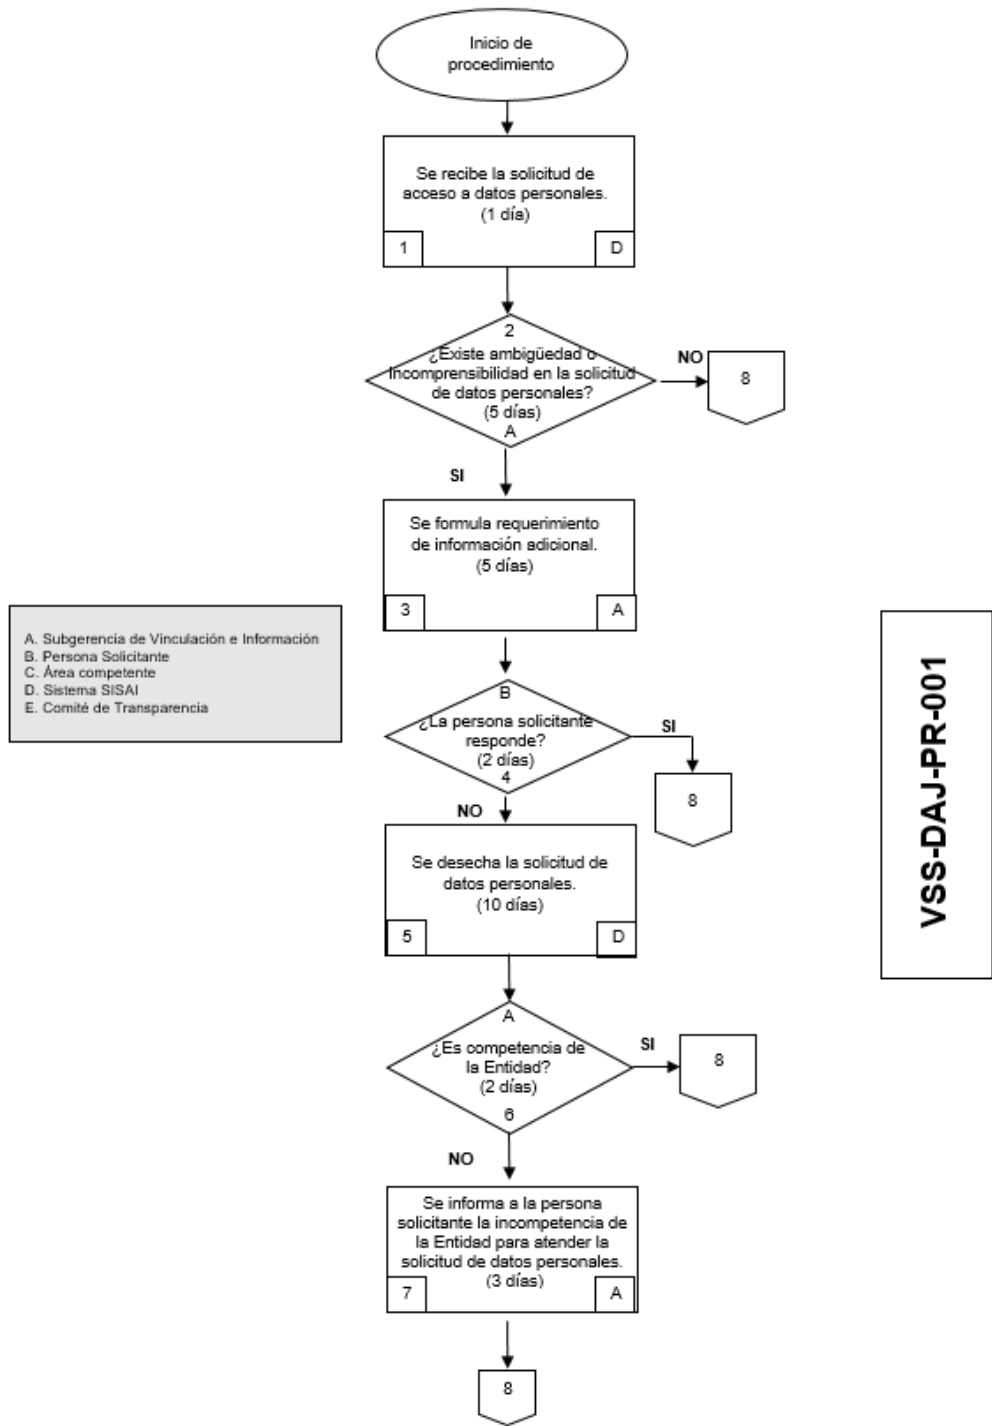 Inicio de
procedimiento
Se recibe la solicitud de
acceso a datos personales.
(1 día)
1
D
2
¿Existe ambigüedad o
Incomprensibilidad en la solicitud
de datos personales?
(5 días)
A
NO
8
SI
Se formula requerimiento
de información adicional.
(5 días)
3
A
A. Subgerencia de Vinculación e Información
B. Persona Solicitante
C. Área competente
D. Sistema SISAI
E. Comité de Transparencia
B
¿La persona solicitante
responde?
(2 días)
4
SI
8
NO
Se desecha la solicitud de
datos personales.
(10 días)
5
D
VSS-DAJ-PR-001
A
¿Es competencia de
la Entidad?
(2 días)
6
SI
8
NO
Se informa a la persona
solicitante la incompetencia de
la Entidad para atender la
solicitud de datos personales.
(3 días)
7
A
8